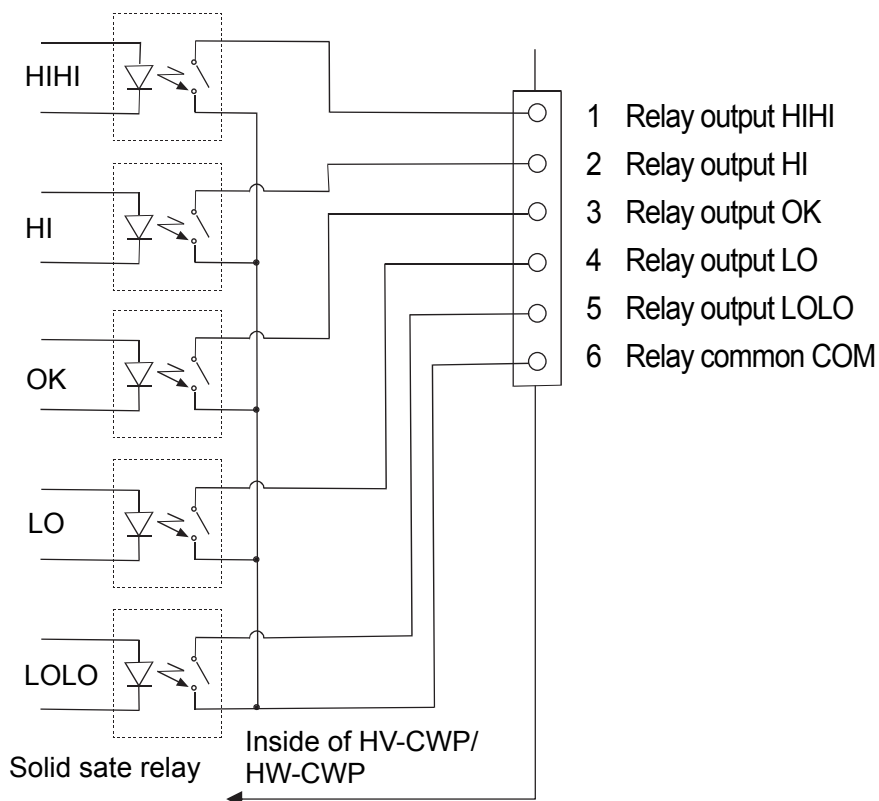 HIHI
HI
OK
LO
LOLO
1 Relay output HIHI
2 Relay output HI
3 Relay output OK
4 Relay output LO
5 Relay output LOLO
6 Relay common COM
Solid sate relay
Inside of HV-CWP/
HW-CWP